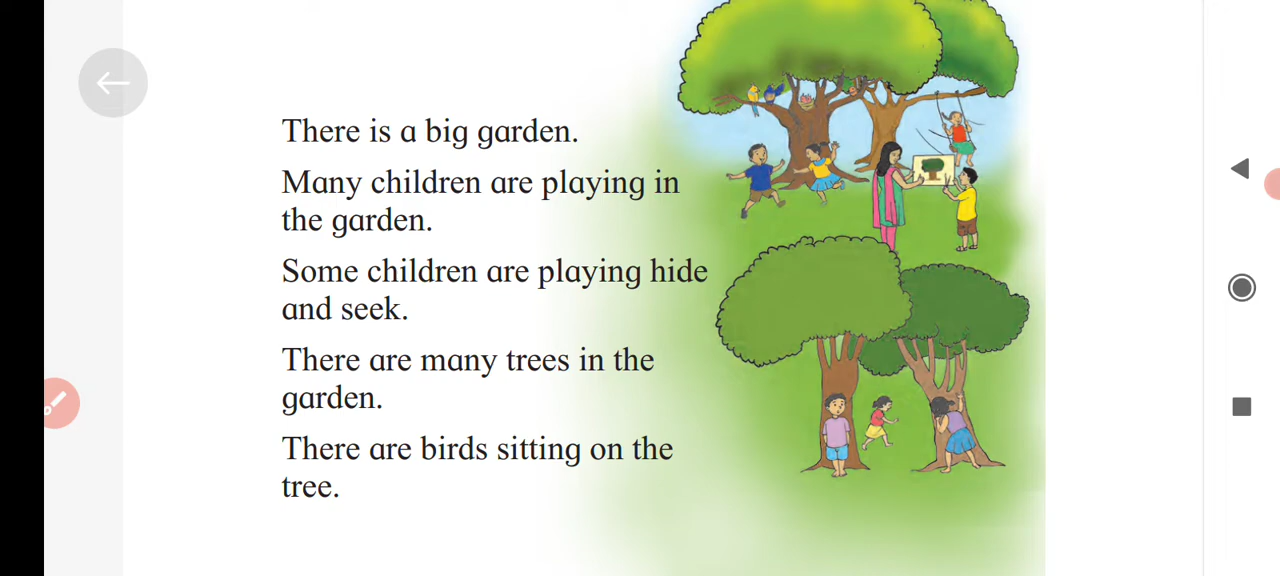 There is a big garden.
Many children are playing in
the garden.
Some children are playing hide
and seek.
There are many trees in the
garden.
There are birds sitting on the
tree.